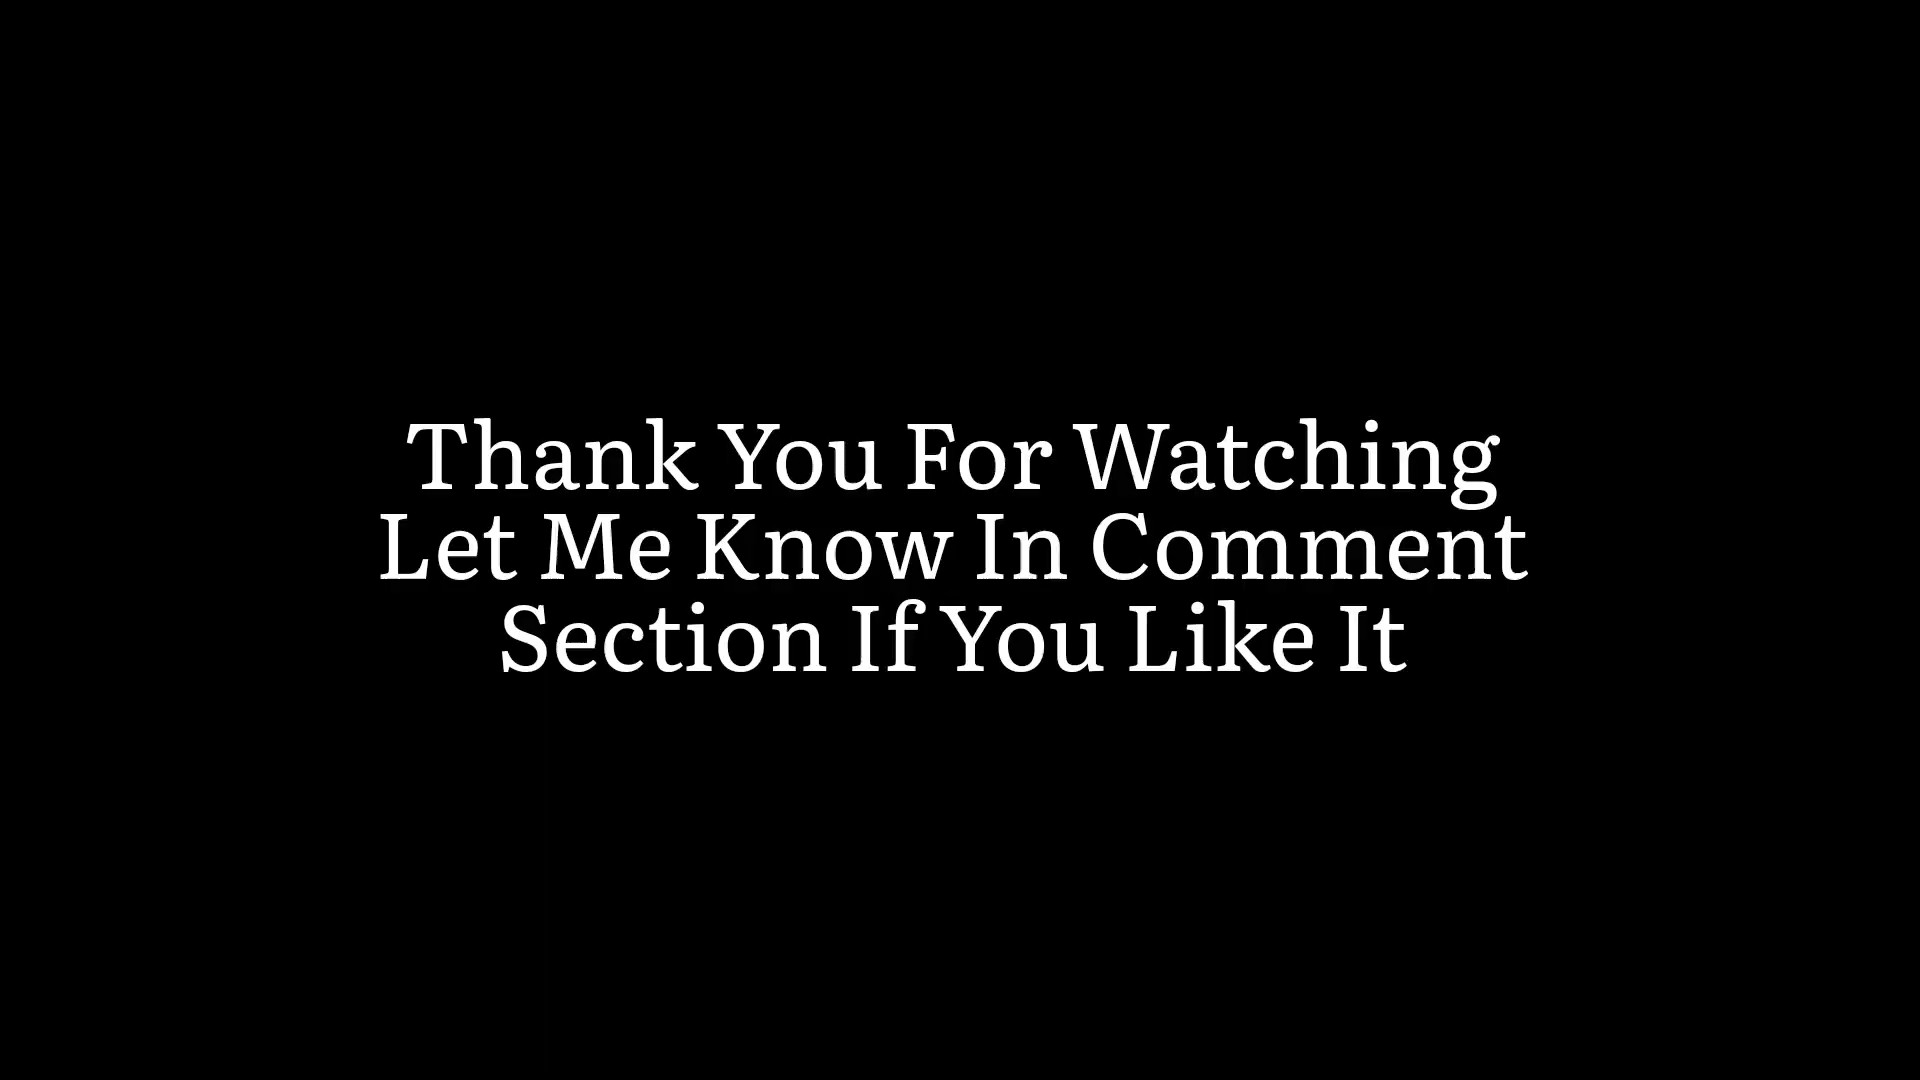 Thank You For Watching
Let Me Know In Comment
Section If You Like It